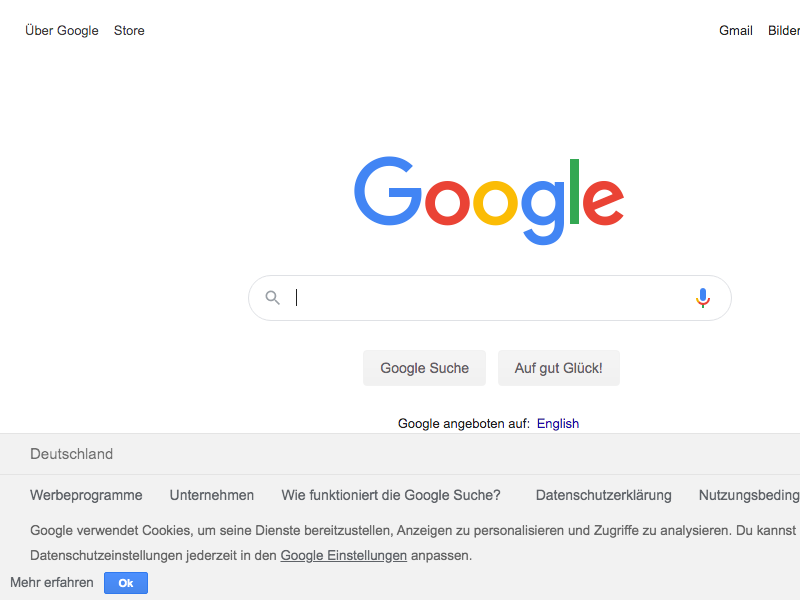 Über Google Store Gmail Bilder
Google
Google Suche Auf gut Glück!
Google angeboten auf: English
Deutschland
Werbeprogramme Unternehmen Wie funktioniert die Google Suche? Datenschutzerklärung Nutzungsbeding
Google verwendet Cookies, um seine Dienste bereitzustellen, Anzeigen zu personalisieren und Zugriffe zu analysieren. Du kannst
Datenschutzeinstellungen jederzeit in den Google Einstellungen anpassen.
Mehr erfahren Ok